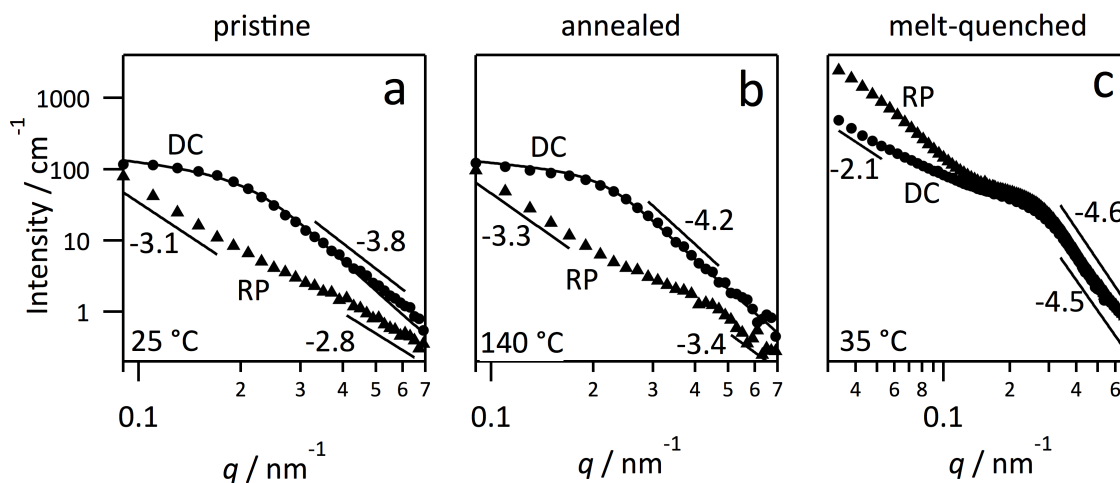 pristine
annealed
melt-quenched
Intensity / cm⁻¹
1000
100
10
1
a
DC
-3.1
-3.8
RP
-2.8
25 °C
0.1
2
3
4
5
6
7
q / nm⁻¹
b
DC
-3.3
-4.2
RP
-3.4
140 °C
0.1
2
3
4
5
6
7
q / nm⁻¹
c
RP
-2.1
DC
-4.6
-4.5
35 °C
4
6
8
0.1
2
4
6
q / nm⁻¹